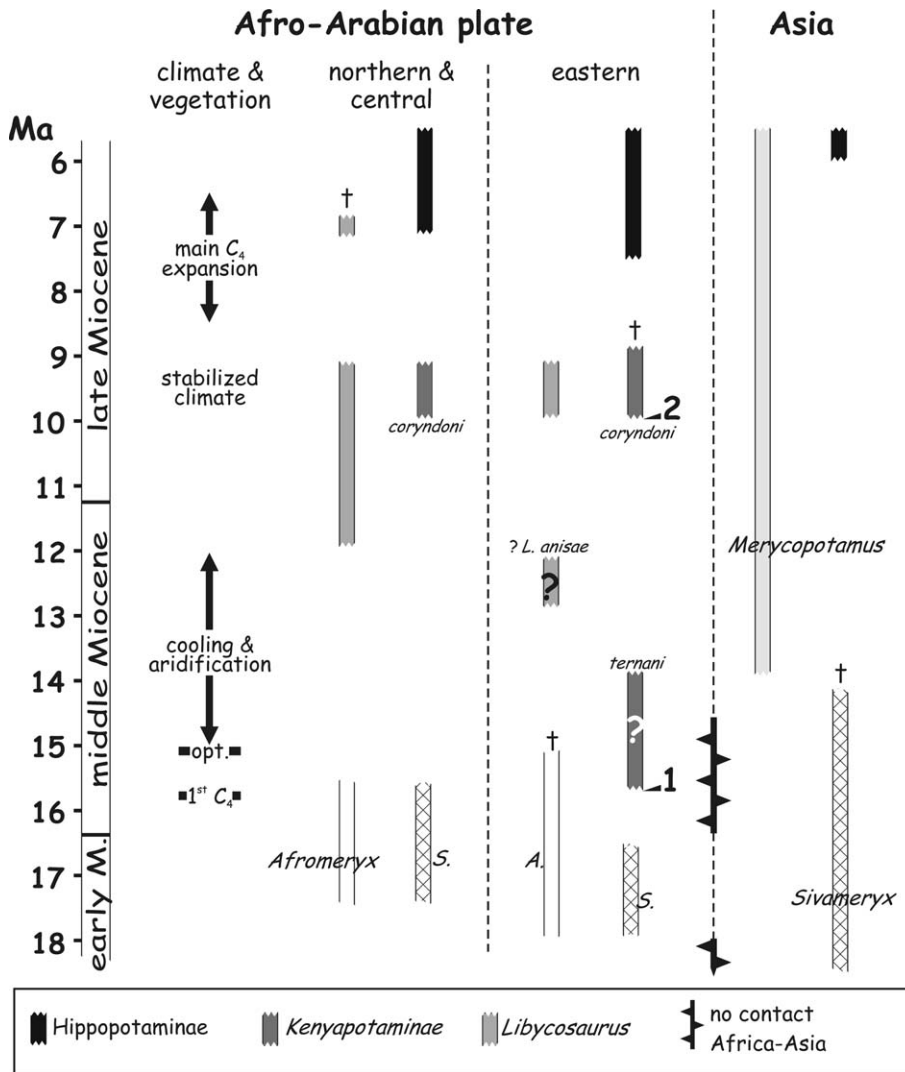 Afro-Arabian plate
Asia
climate &
vegetation
northern &
central
eastern
Ma
6
7
8
9
10
11
12
13
14
15
16
17
18
late Miocene
middle Miocene
early M.
†
main C₄
expansion
†
stabilized
climate
2
coryndoni
coryndoni
? L. anisae
Merycopotamus
?
cooling &
aridification
ternani
†
?
†
opt.
1
1st C₄
Afromeryx
S.
A.
S.
Sivameryx
Hippopotaminae
Kenyapotaminae
Libycosaurus
no contact
Africa-Asia